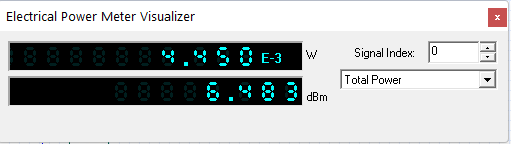 Electrical Power Meter Visualizer x
4.450 E-3 W Signal Index: 0
Total Power
6.483 dBm